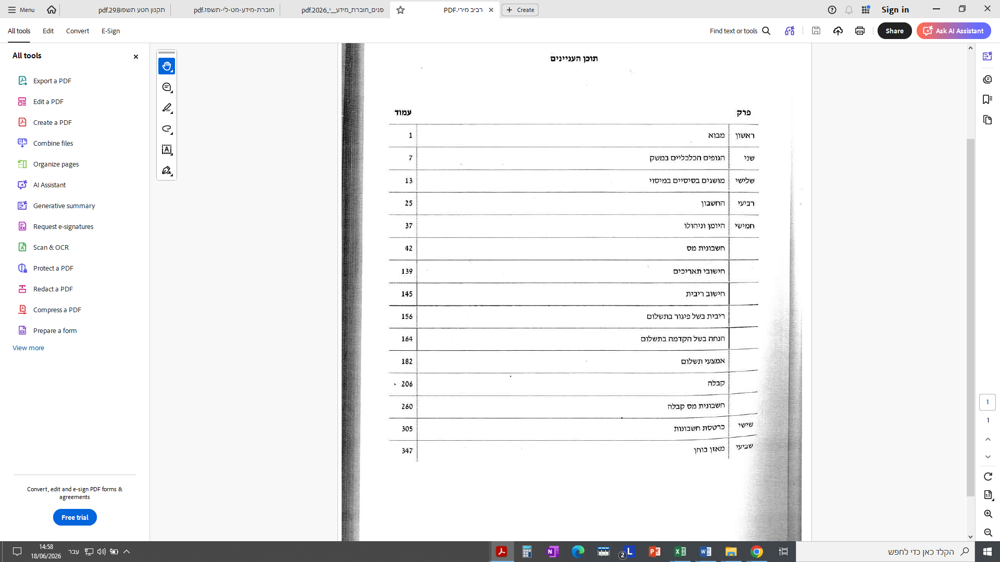 Menu
תקנון חטע תשפו29.8.pdf
חוברת-מידע-מט-לי-תשפז.pdf
פנים_חוברת_מידע__י_2026.pdf
רביב מירי.PDF
Create
Sign in
All tools
Edit
Convert
E-Sign
Find text or tools
Share
Ask AI Assistant
All tools
Export a PDF
Edit a PDF
Create a PDF
Combine files
Organize pages
AI Assistant
Generative summary
Request e-signatures
Scan & OCR
Protect a PDF
Redact a PDF
Compress a PDF
Prepare a form
View more
Convert, edit and e-sign PDF forms & agreements
Free trial
תוכן העניינים
פרק עמוד
ראשון מבוא 1
שני הגופים הכלכליים במשק 7
שלישי מושגים בסיסיים במיסוי 13
רביעי החשבון 25
חמישי היומן וניהולו 37
חשבונית מס 42
חישובי תאריכים 139
חישוב ריבית 145
ריבית בשל פיגור בתשלום 156
הנחה בשל הקדמה בתשלום 164
אמצעי תשלום 182
קבלה 206
חשבונית מס קבלה 260
שישי כרטסת חשבונות 305
שביעי מאזן בוחן 347
1
1
14:58
18/06/2026
עבר
2
הקלד כאן כדי לחפש